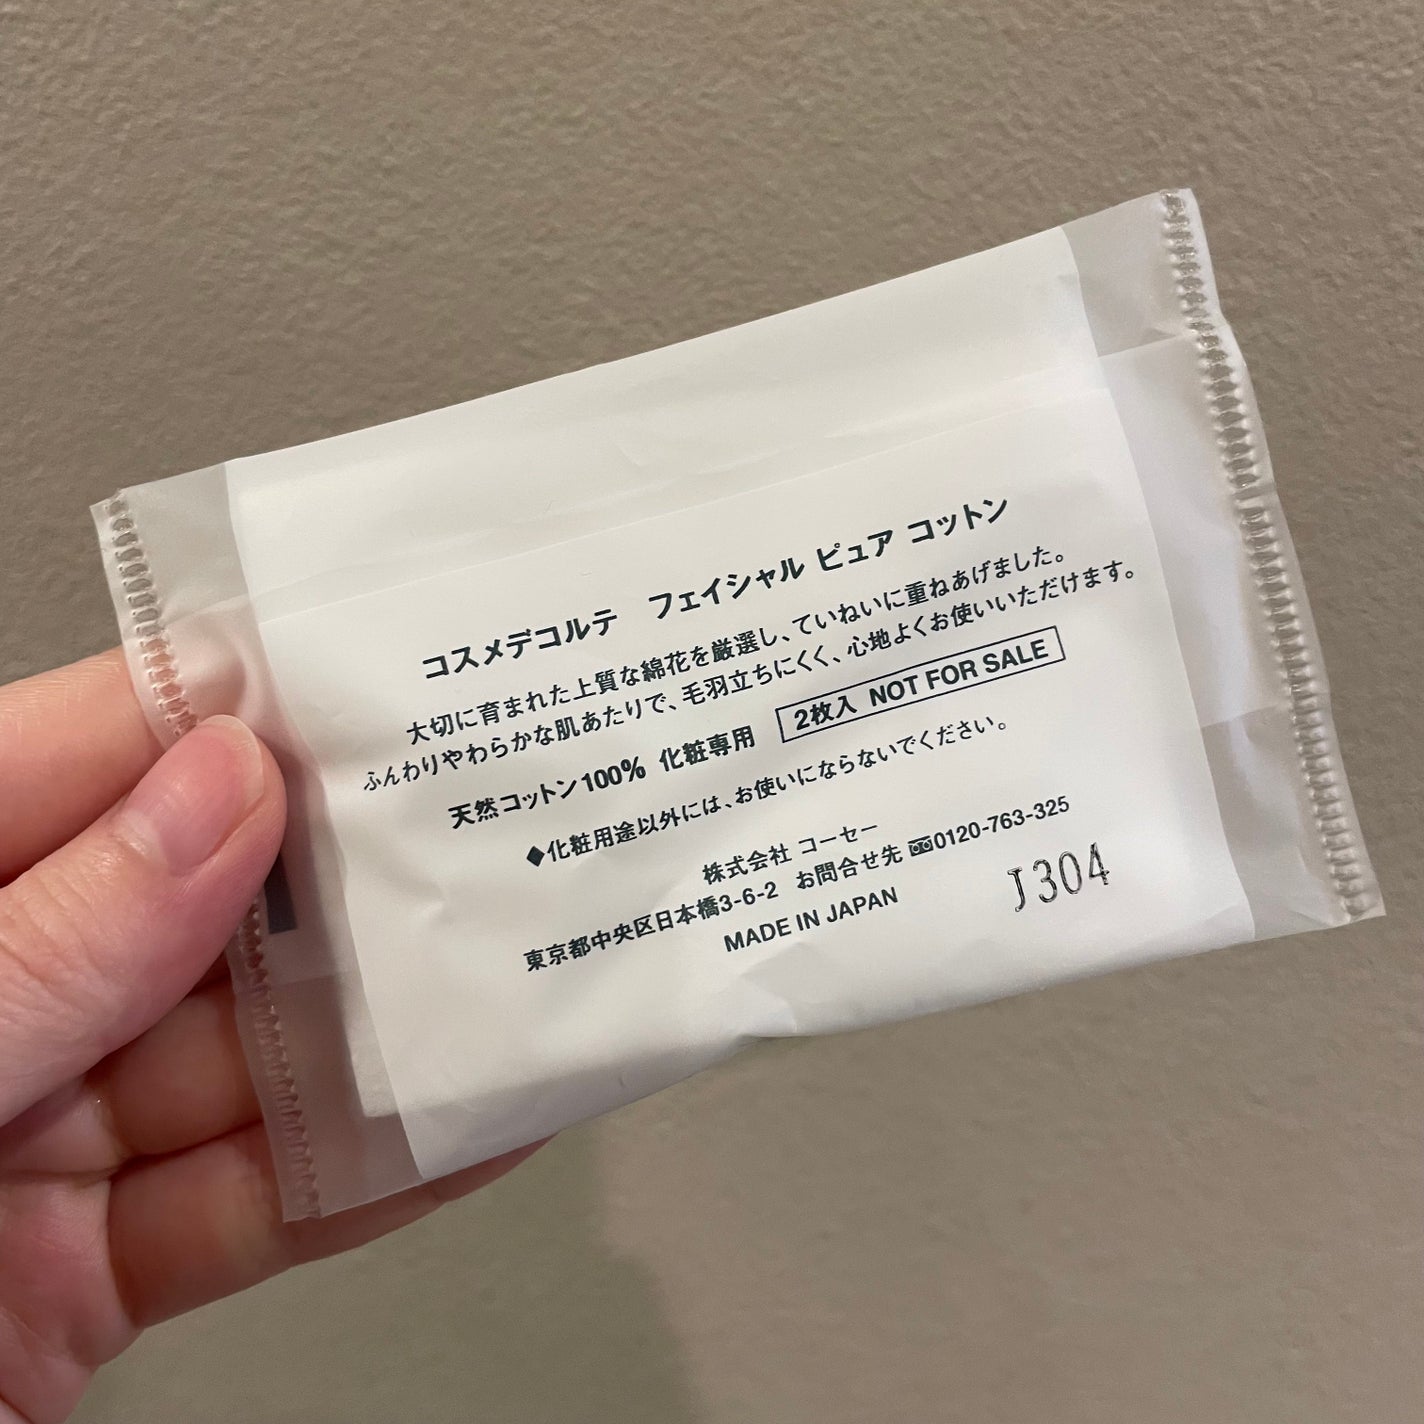 コスメデコルテ　フェイシャル ピュア コットン
大切に育まれた上質な綿花を厳選し、ていねいに重ねあげました。
ふんわりやわらかな肌あたりで、毛羽立ちにくく、心地よくお使いいただけます。
天然コットン100% 化粧専用 2枚入 NOT FOR SALE
◆化粧用途以外には、お使いにならないでください。
株式会社 コーセー
東京都中央区日本橋3-6-2 お問合せ先 0120-763-325
MADE IN JAPAN
J304